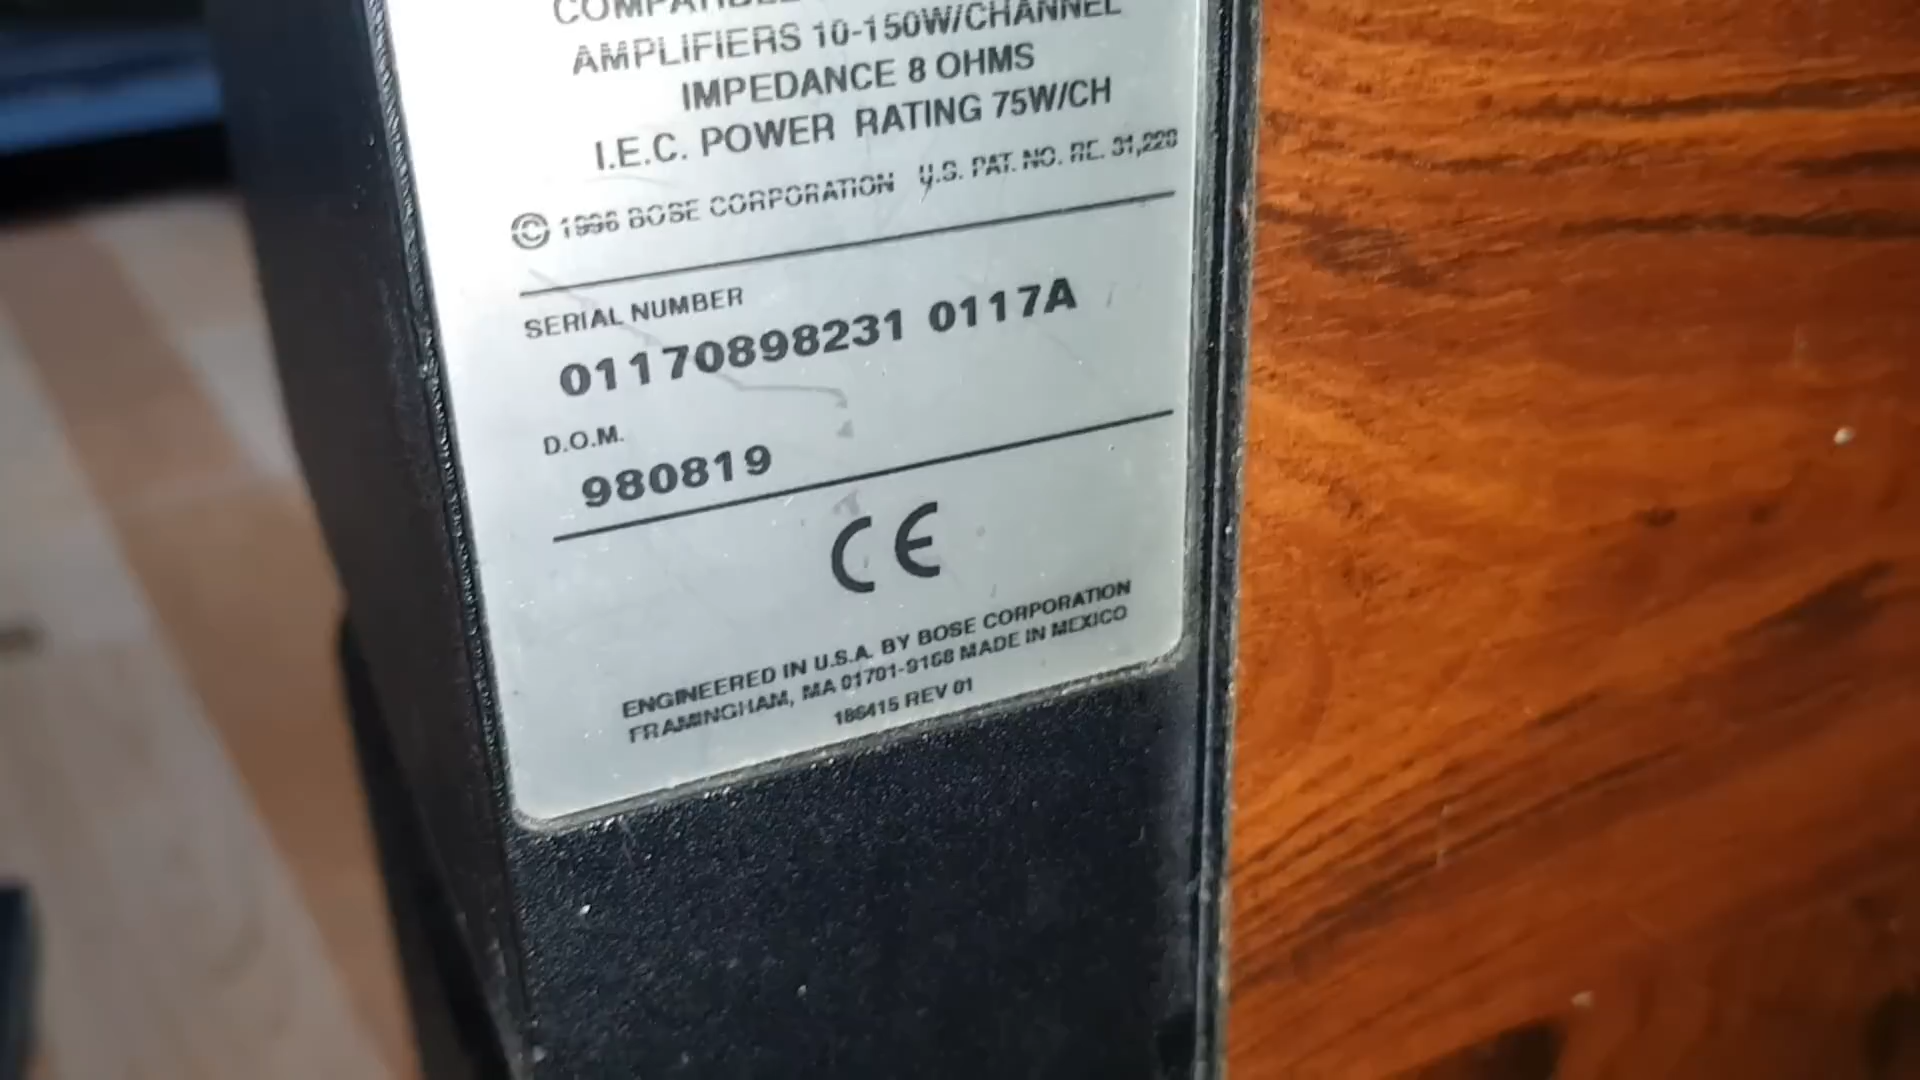 COMPATIBLE
AMPLIFIERS 10-150W/CHANNEL
IMPEDANCE 8 OHMS
I.E.C. POWER RATING 75W/CH
© 1996 BOSE CORPORATION U.S. PAT. NO. RE. 31,228
SERIAL NUMBER
01170898231 0117A
D.O.M.
980819
CE
ENGINEERED IN U.S.A. BY BOSE CORPORATION
FRAMINGHAM, MA 01701-9168 MADE IN MEXICO
186415 REV 01